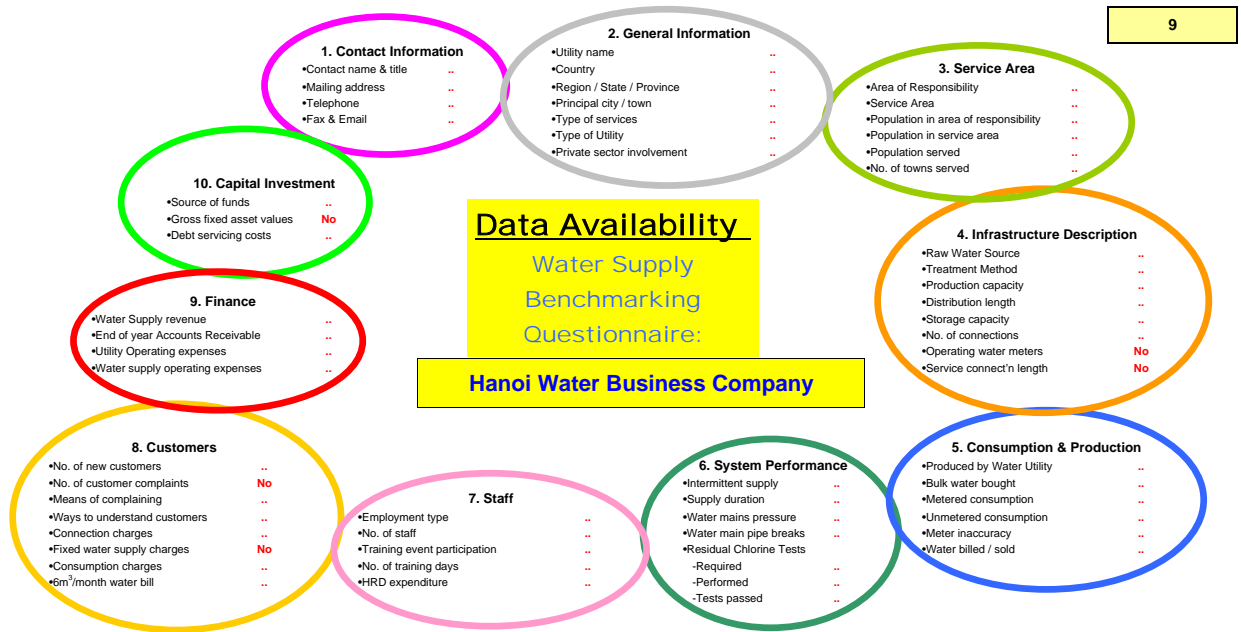 9
1. Contact Information
•Contact name & title ..
•Mailing address ..
•Telephone ..
•Fax & Email ..
2. General Information
•Utility name ..
•Country ..
•Region / State / Province ..
•Principal city / town ..
•Type of services ..
•Type of Utility ..
•Private sector involvement ..
3. Service Area
•Area of Responsibility ..
•Service Area ..
•Population in area of responsibility ..
•Population in service area ..
•Population served ..
•No. of towns served ..
10. Capital Investment
•Source of funds ..
•Gross fixed asset values No
•Debt servicing costs ..
Data Availability
Water Supply
Benchmarking
Questionnaire:
Hanoi Water Business Company
4. Infrastructure Description
•Raw Water Source ..
•Treatment Method ..
•Production capacity ..
•Distribution length ..
•Storage capacity ..
•No. of connections ..
•Operating water meters No
•Service connect'n length No
9. Finance
•Water Supply revenue ..
•End of year Accounts Receivable ..
•Utility Operating expenses ..
•Water supply operating expenses ..
8. Customers
•No. of new customers ..
•No. of customer complaints No
•Means of complaining ..
•Ways to understand customers ..
•Connection charges ..
•Fixed water supply charges No
•Consumption charges ..
•6m³/month water bill ..
7. Staff
•Employment type ..
•No. of staff ..
•Training event participation ..
•No. of training days ..
•HRD expenditure ..
6. System Performance
•Intermittent supply ..
•Supply duration ..
•Water mains pressure ..
•Water main pipe breaks ..
•Residual Chlorine Tests
-Required ..
-Performed ..
-Tests passed ..
5. Consumption & Production
•Produced by Water Utility ..
•Bulk water bought ..
•Metered consumption ..
•Unmetered consumption ..
•Meter inaccuracy ..
•Water billed / sold ..